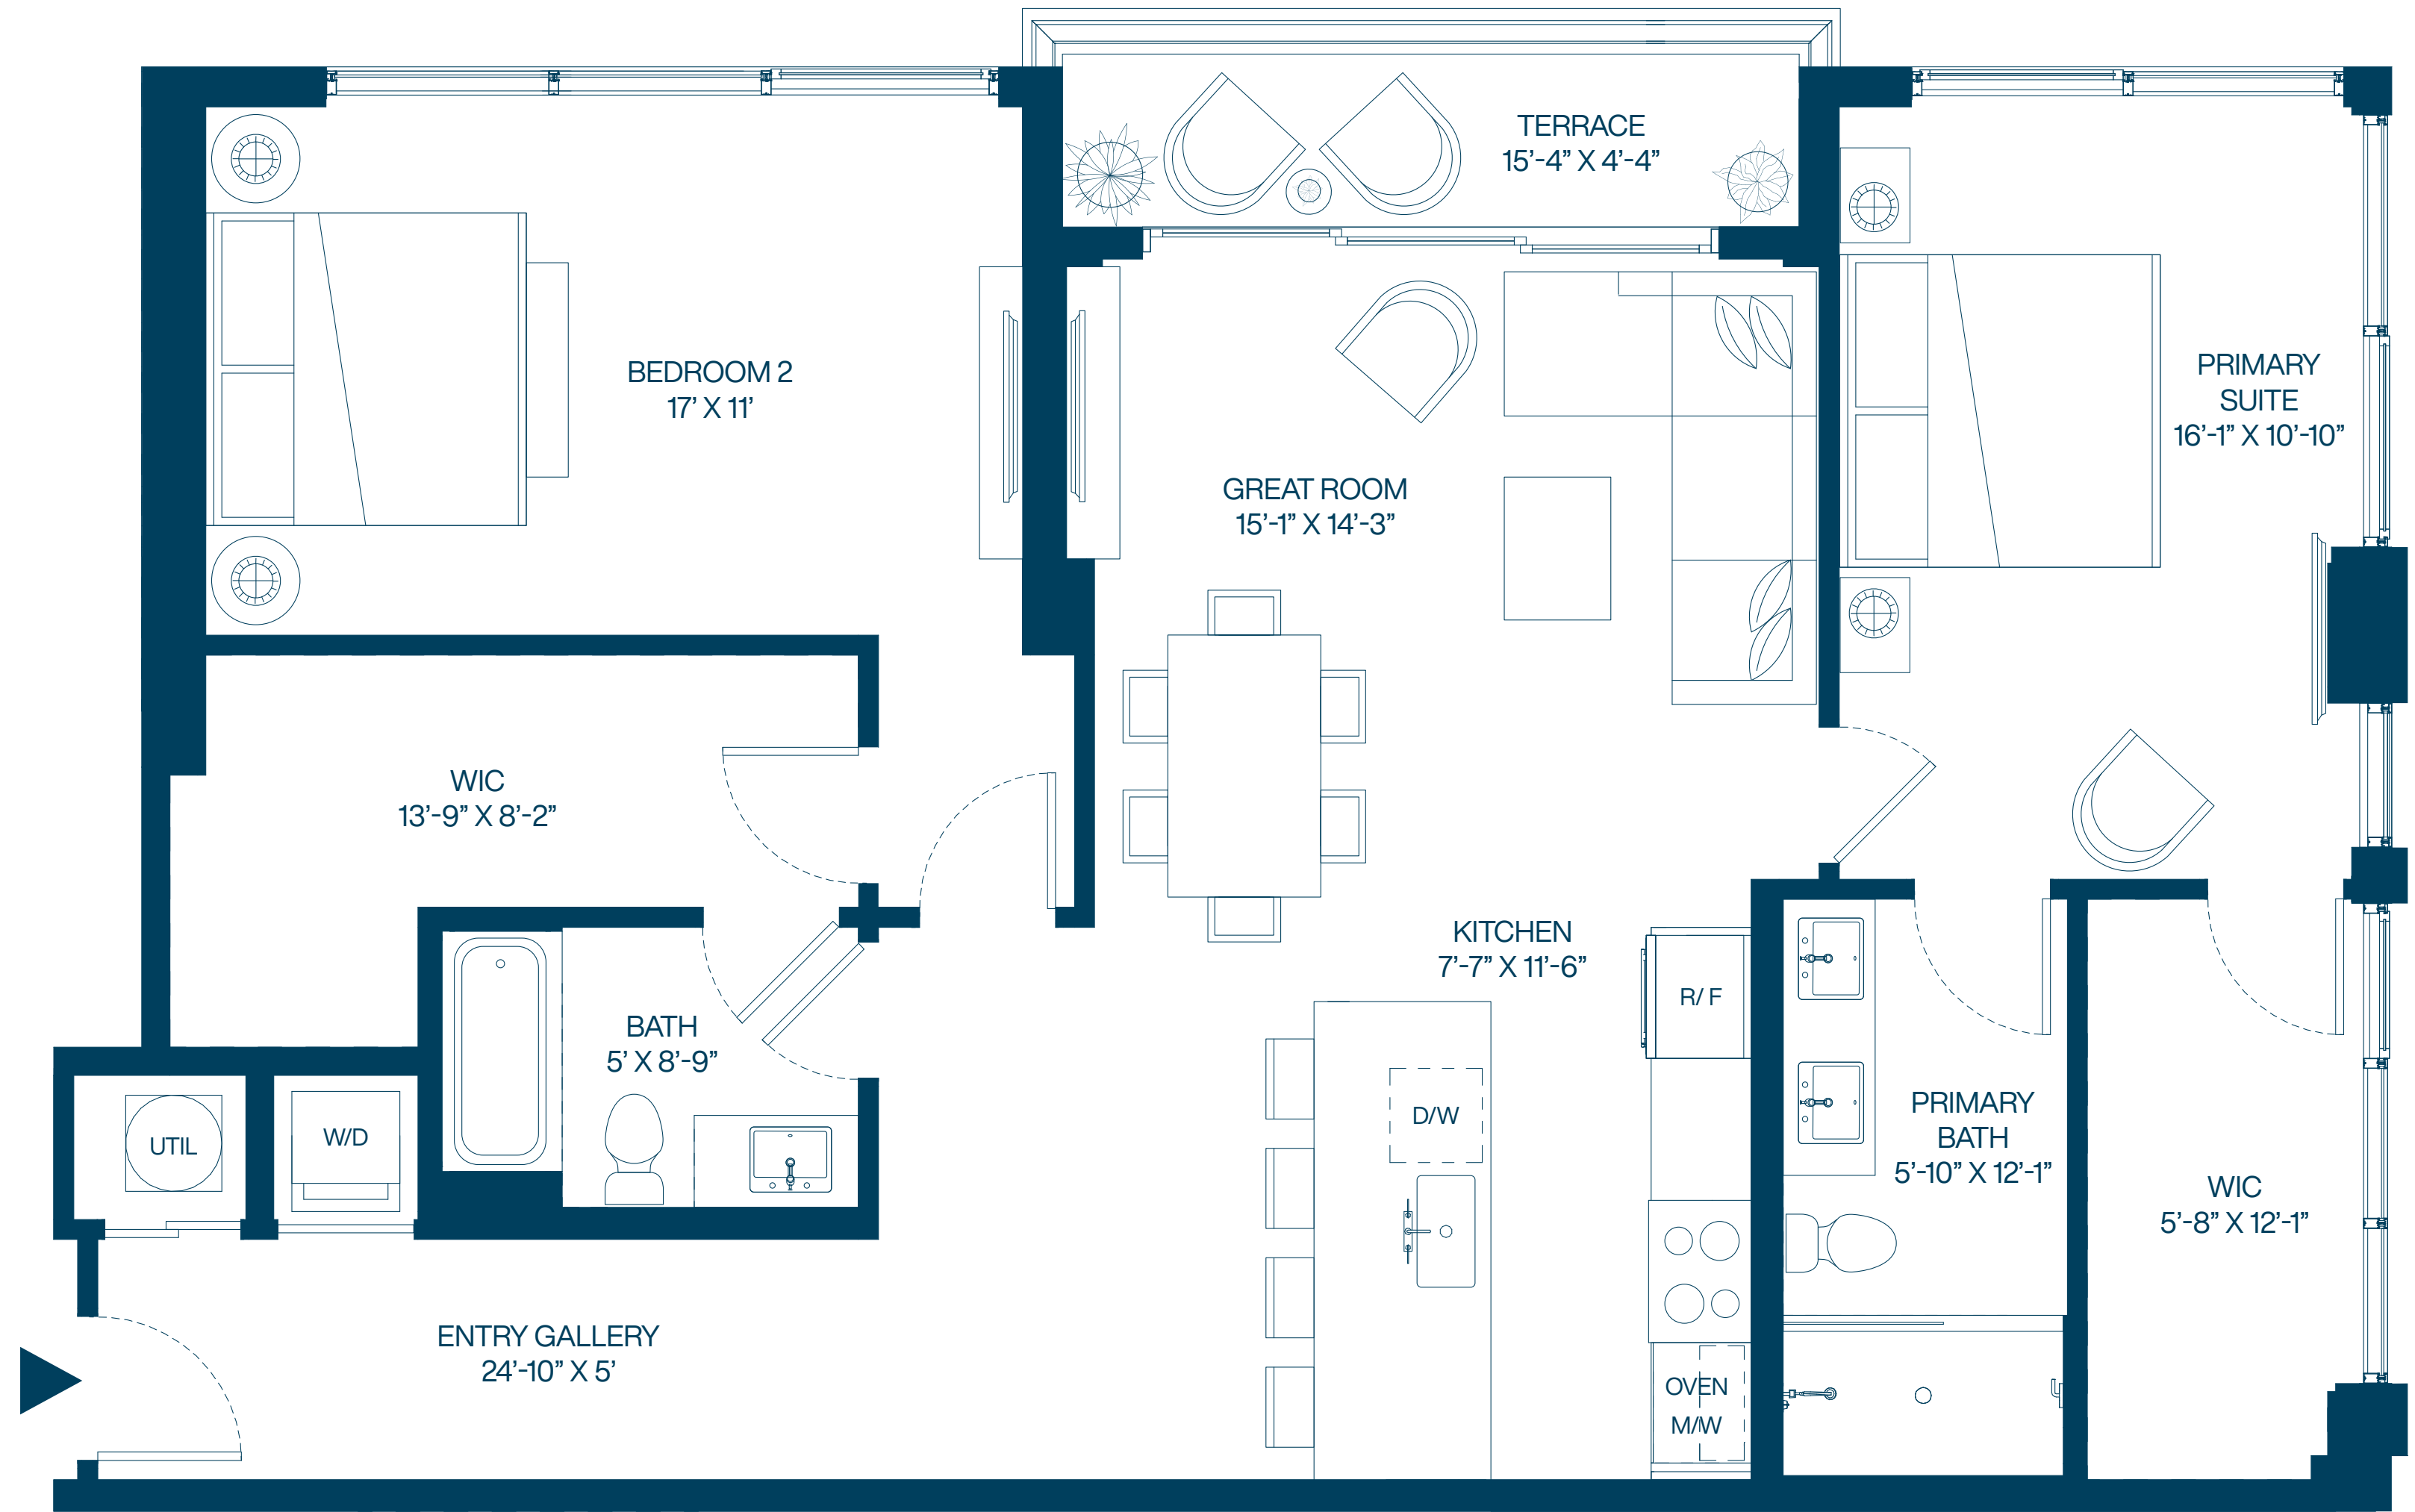 TERRACE
15’-4” X 4’-4”
BEDROOM 2
17’ X 11’
PRIMARY
SUITE
16’-1” X 10’-10”
GREAT ROOM
15’-1” X 14’-3”
WIC
13’-9” X 8’-2”
KITCHEN
7’-7” X 11’-6”
R/ F
BATH
5’ X 8’-9”
D/W
PRIMARY
BATH
5’-10” X 12’-1”
UTIL
W/D
WIC
5’-8” X 12’-1”
ENTRY GALLERY
24’-10” X 5’
OVEN
M/W